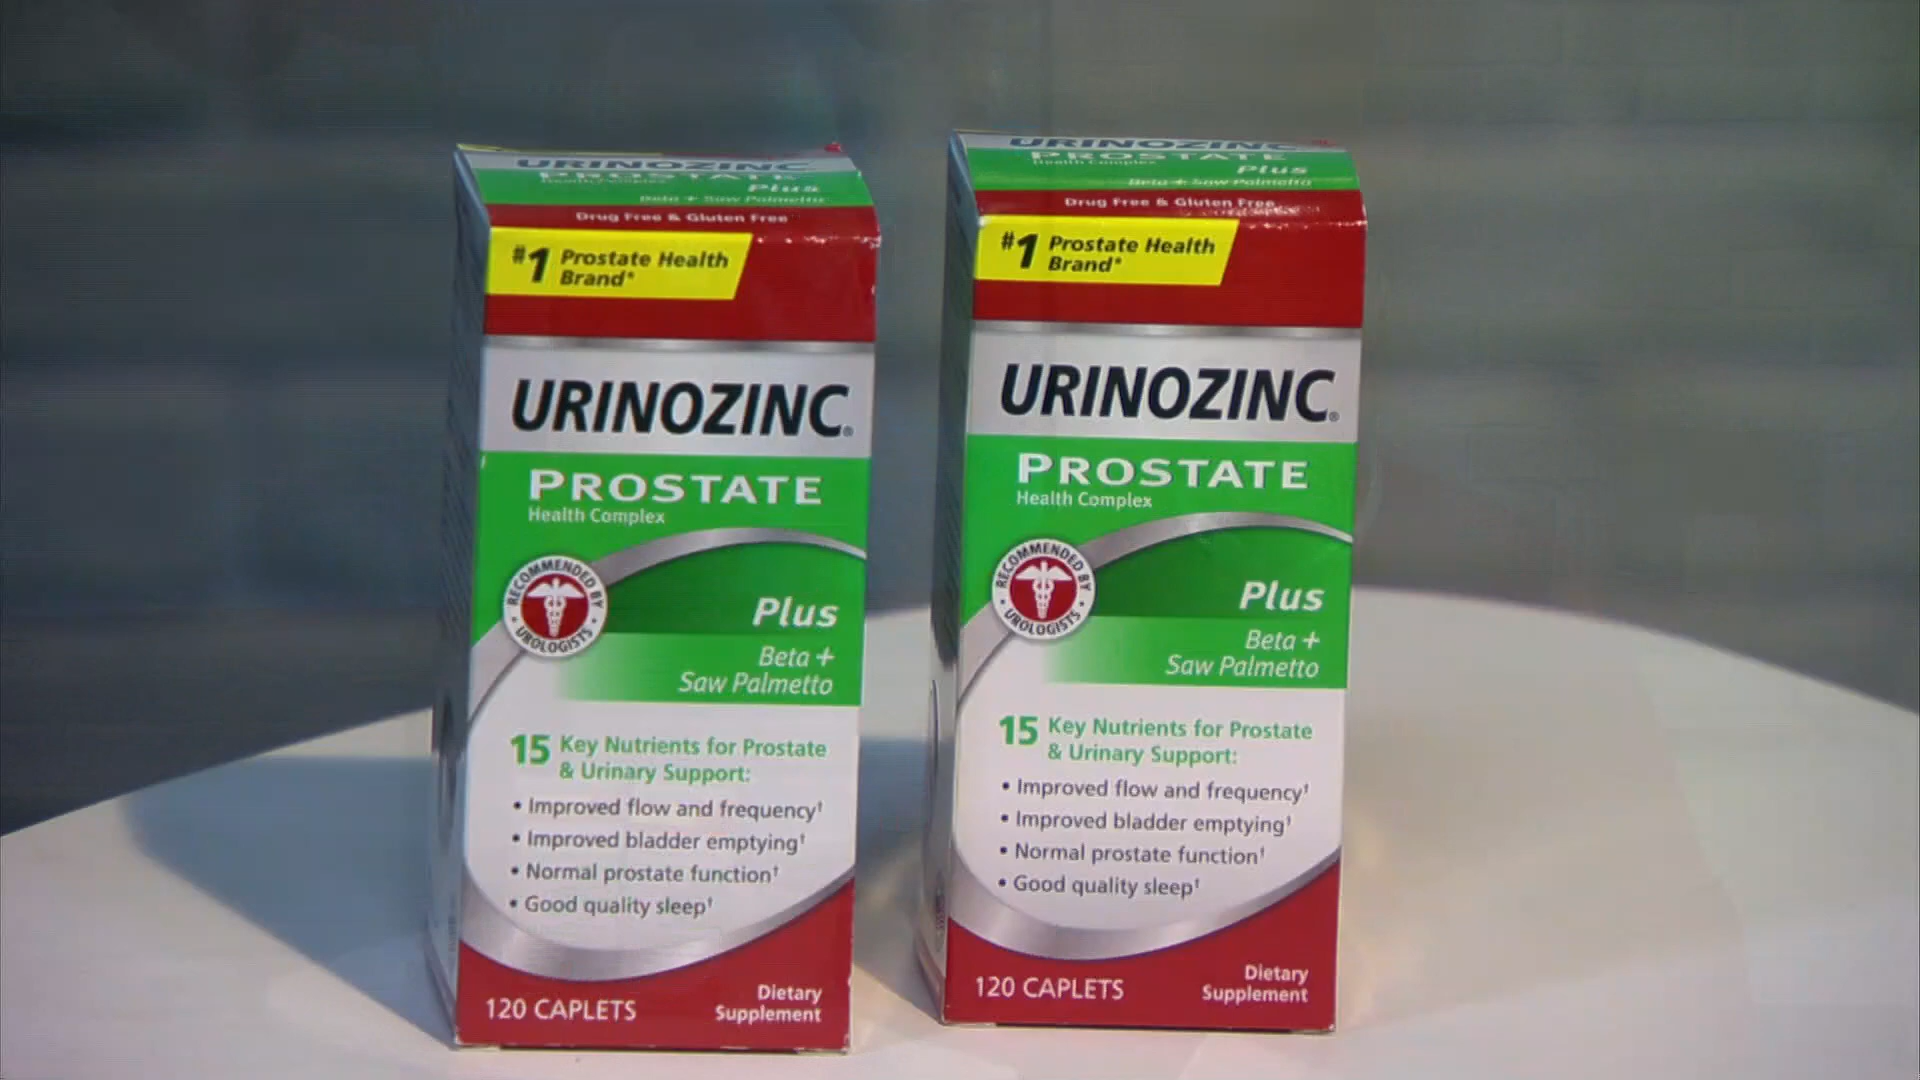 URINOZINC
PROSTATE
Health Complex
Plus
Beta + Saw Palmetto
Drug Free & Gluten Free
#1 Prostate Health
Brand*
URINOZINC®
PROSTATE
Health Complex
RECOMMENDED BY
UROLOGISTS
Plus
Beta +
Saw Palmetto
15 Key Nutrients for Prostate
& Urinary Support:
• Improved flow and frequency†
• Improved bladder emptying†
• Normal prostate function†
• Good quality sleep†
120 CAPLETS
Dietary
Supplement
URINOZINC
PROSTATE
Health Complex
Plus
Beta + Saw Palmetto
Drug Free & Gluten Free
#1 Prostate Health
Brand*
URINOZINC®
PROSTATE
Health Complex
RECOMMENDED BY
UROLOGISTS
Plus
Beta +
Saw Palmetto
15 Key Nutrients for Prostate
& Urinary Support:
• Improved flow and frequency†
• Improved bladder emptying†
• Normal prostate function†
• Good quality sleep†
120 CAPLETS
Dietary
Supplement